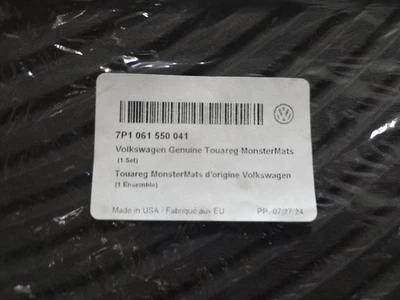 7P1 061 550 041
Volkswagen Genuine Touareg MonsterMats
(1 Set)
Touareg MonsterMats d'origine Volkswagen
(1 Ensemble)
Made in USA / Fabriqué aux EU PP. 07/27/24